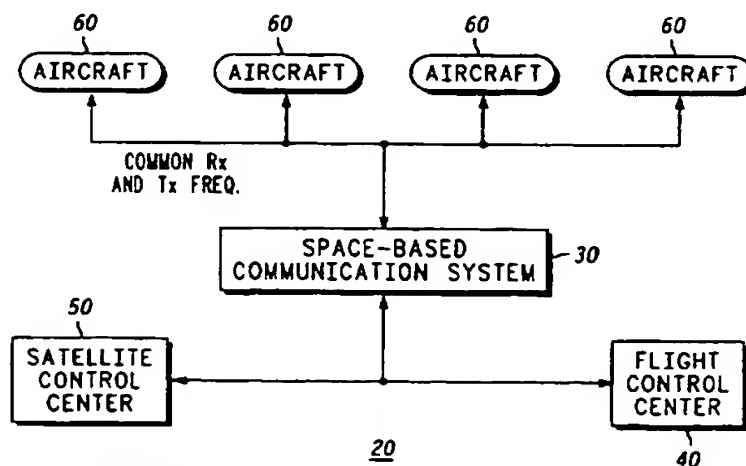 60 60 60 60
AIRCRAFT AIRCRAFT AIRCRAFT AIRCRAFT
COMMON Rx
AND Tx FREQ.
SPACE-BASED
COMMUNICATION SYSTEM
30
50
SATELLITE
CONTROL
CENTER
FLIGHT
CONTROL
CENTER
20
40